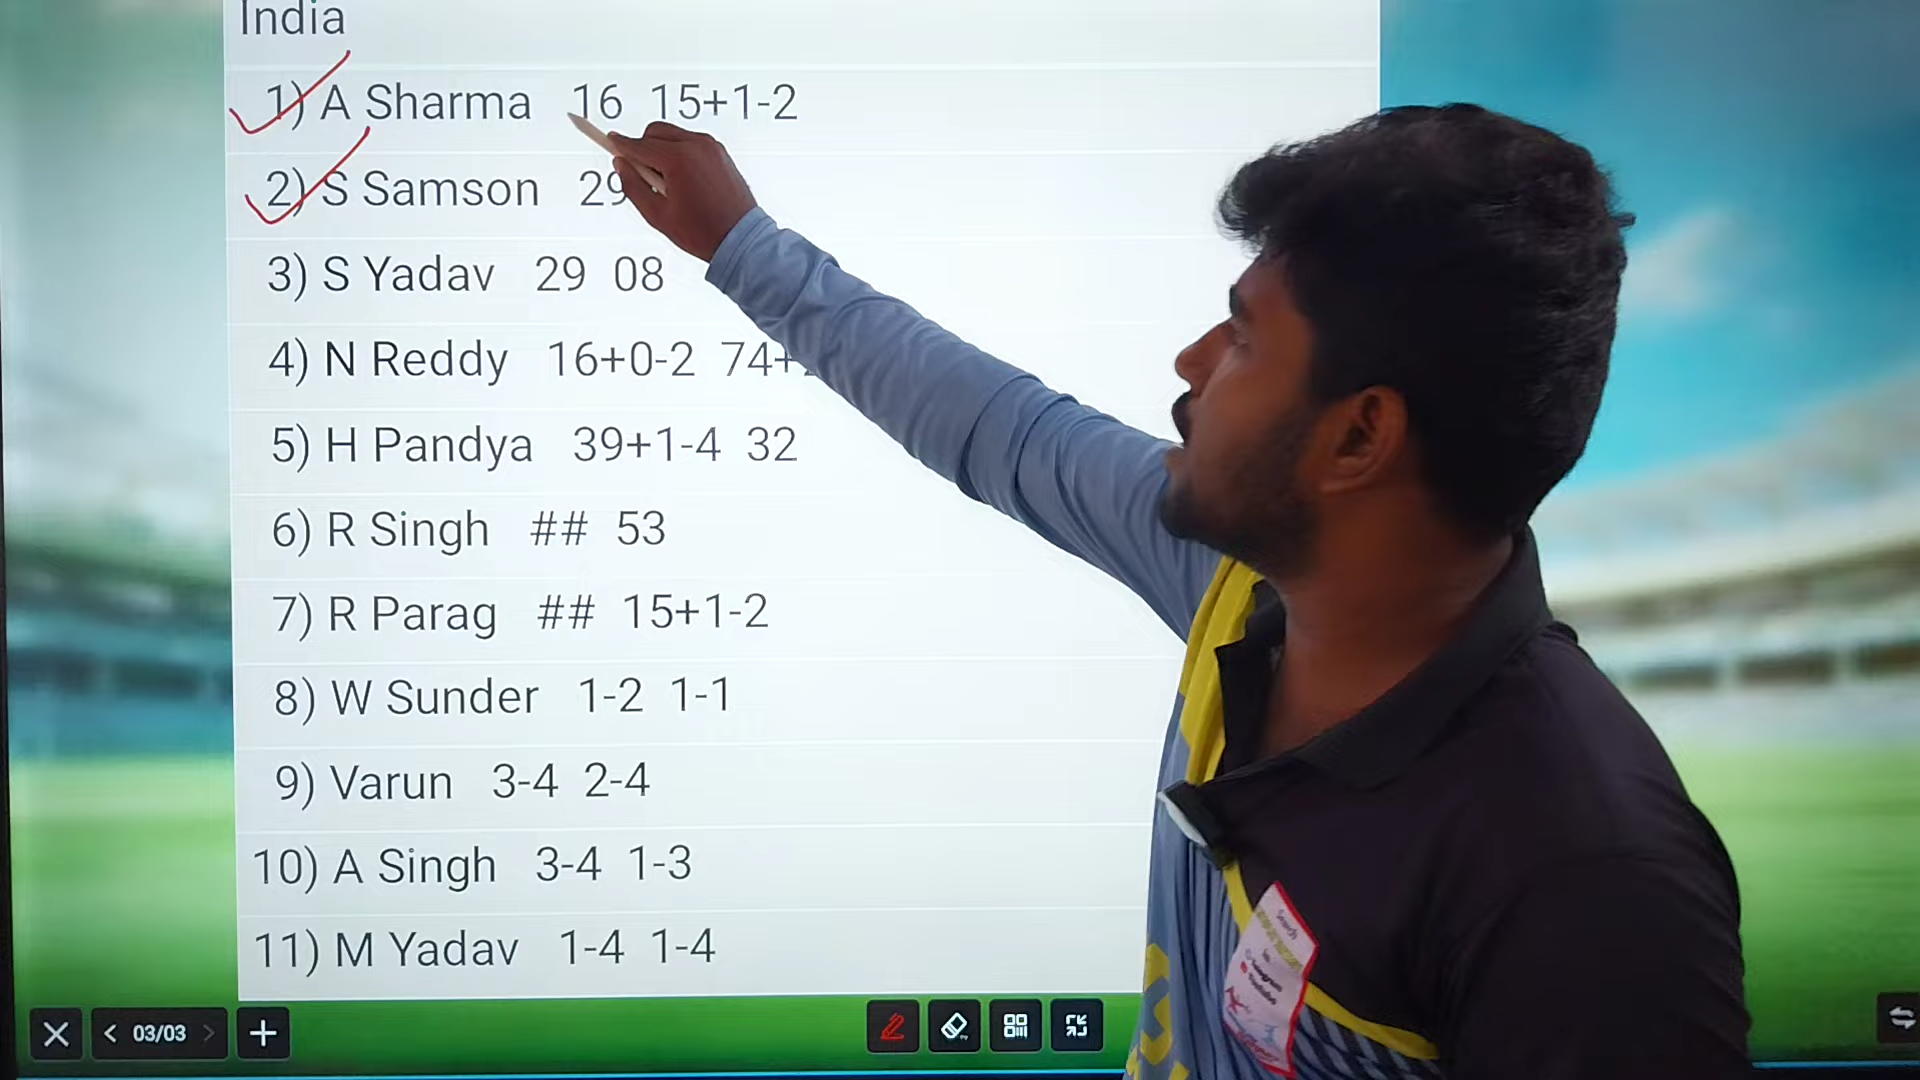 India
1) A Sharma 16 15+1-2
2) S Samson 29
3) S Yadav 29 08
4) N Reddy 16+0-2 74+
5) H Pandya 39+1-4 32
6) R Singh ## 53
7) R Parag ## 15+1-2
8) W Sunder 1-2 1-1
9) Varun 3-4 2-4
10) A Singh 3-4 1-3
11) M Yadav 1-4 1-4
03/03
Search